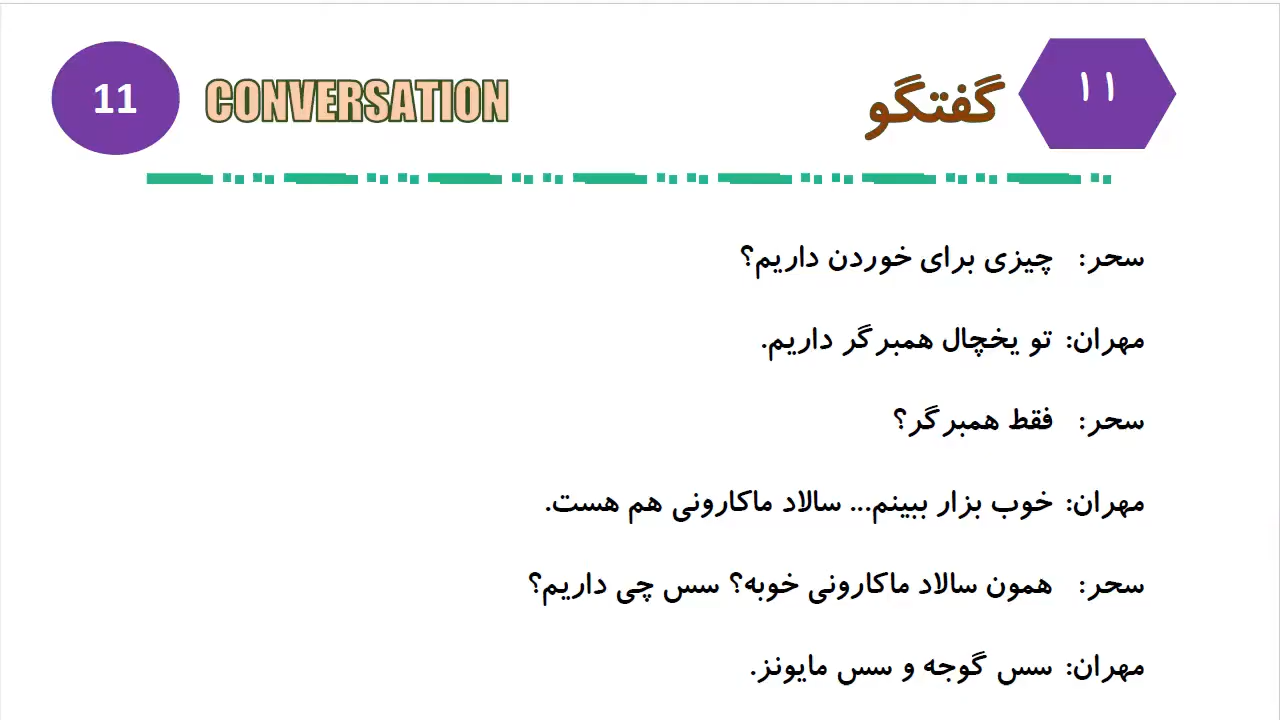 11 CONVERSATION گفتگو ۱۱
سحر: چیزی برای خوردن داریم؟
مهران: تو یخچال همبرگر داریم.
سحر: فقط همبرگر؟
مهران: خوب بزار ببینم... سالاد ماکارونی هم هست.
سحر: همون سالاد ماکارونی خوبه؟ سس چی داریم؟
مهران: سس گوجه و سس مایونز.